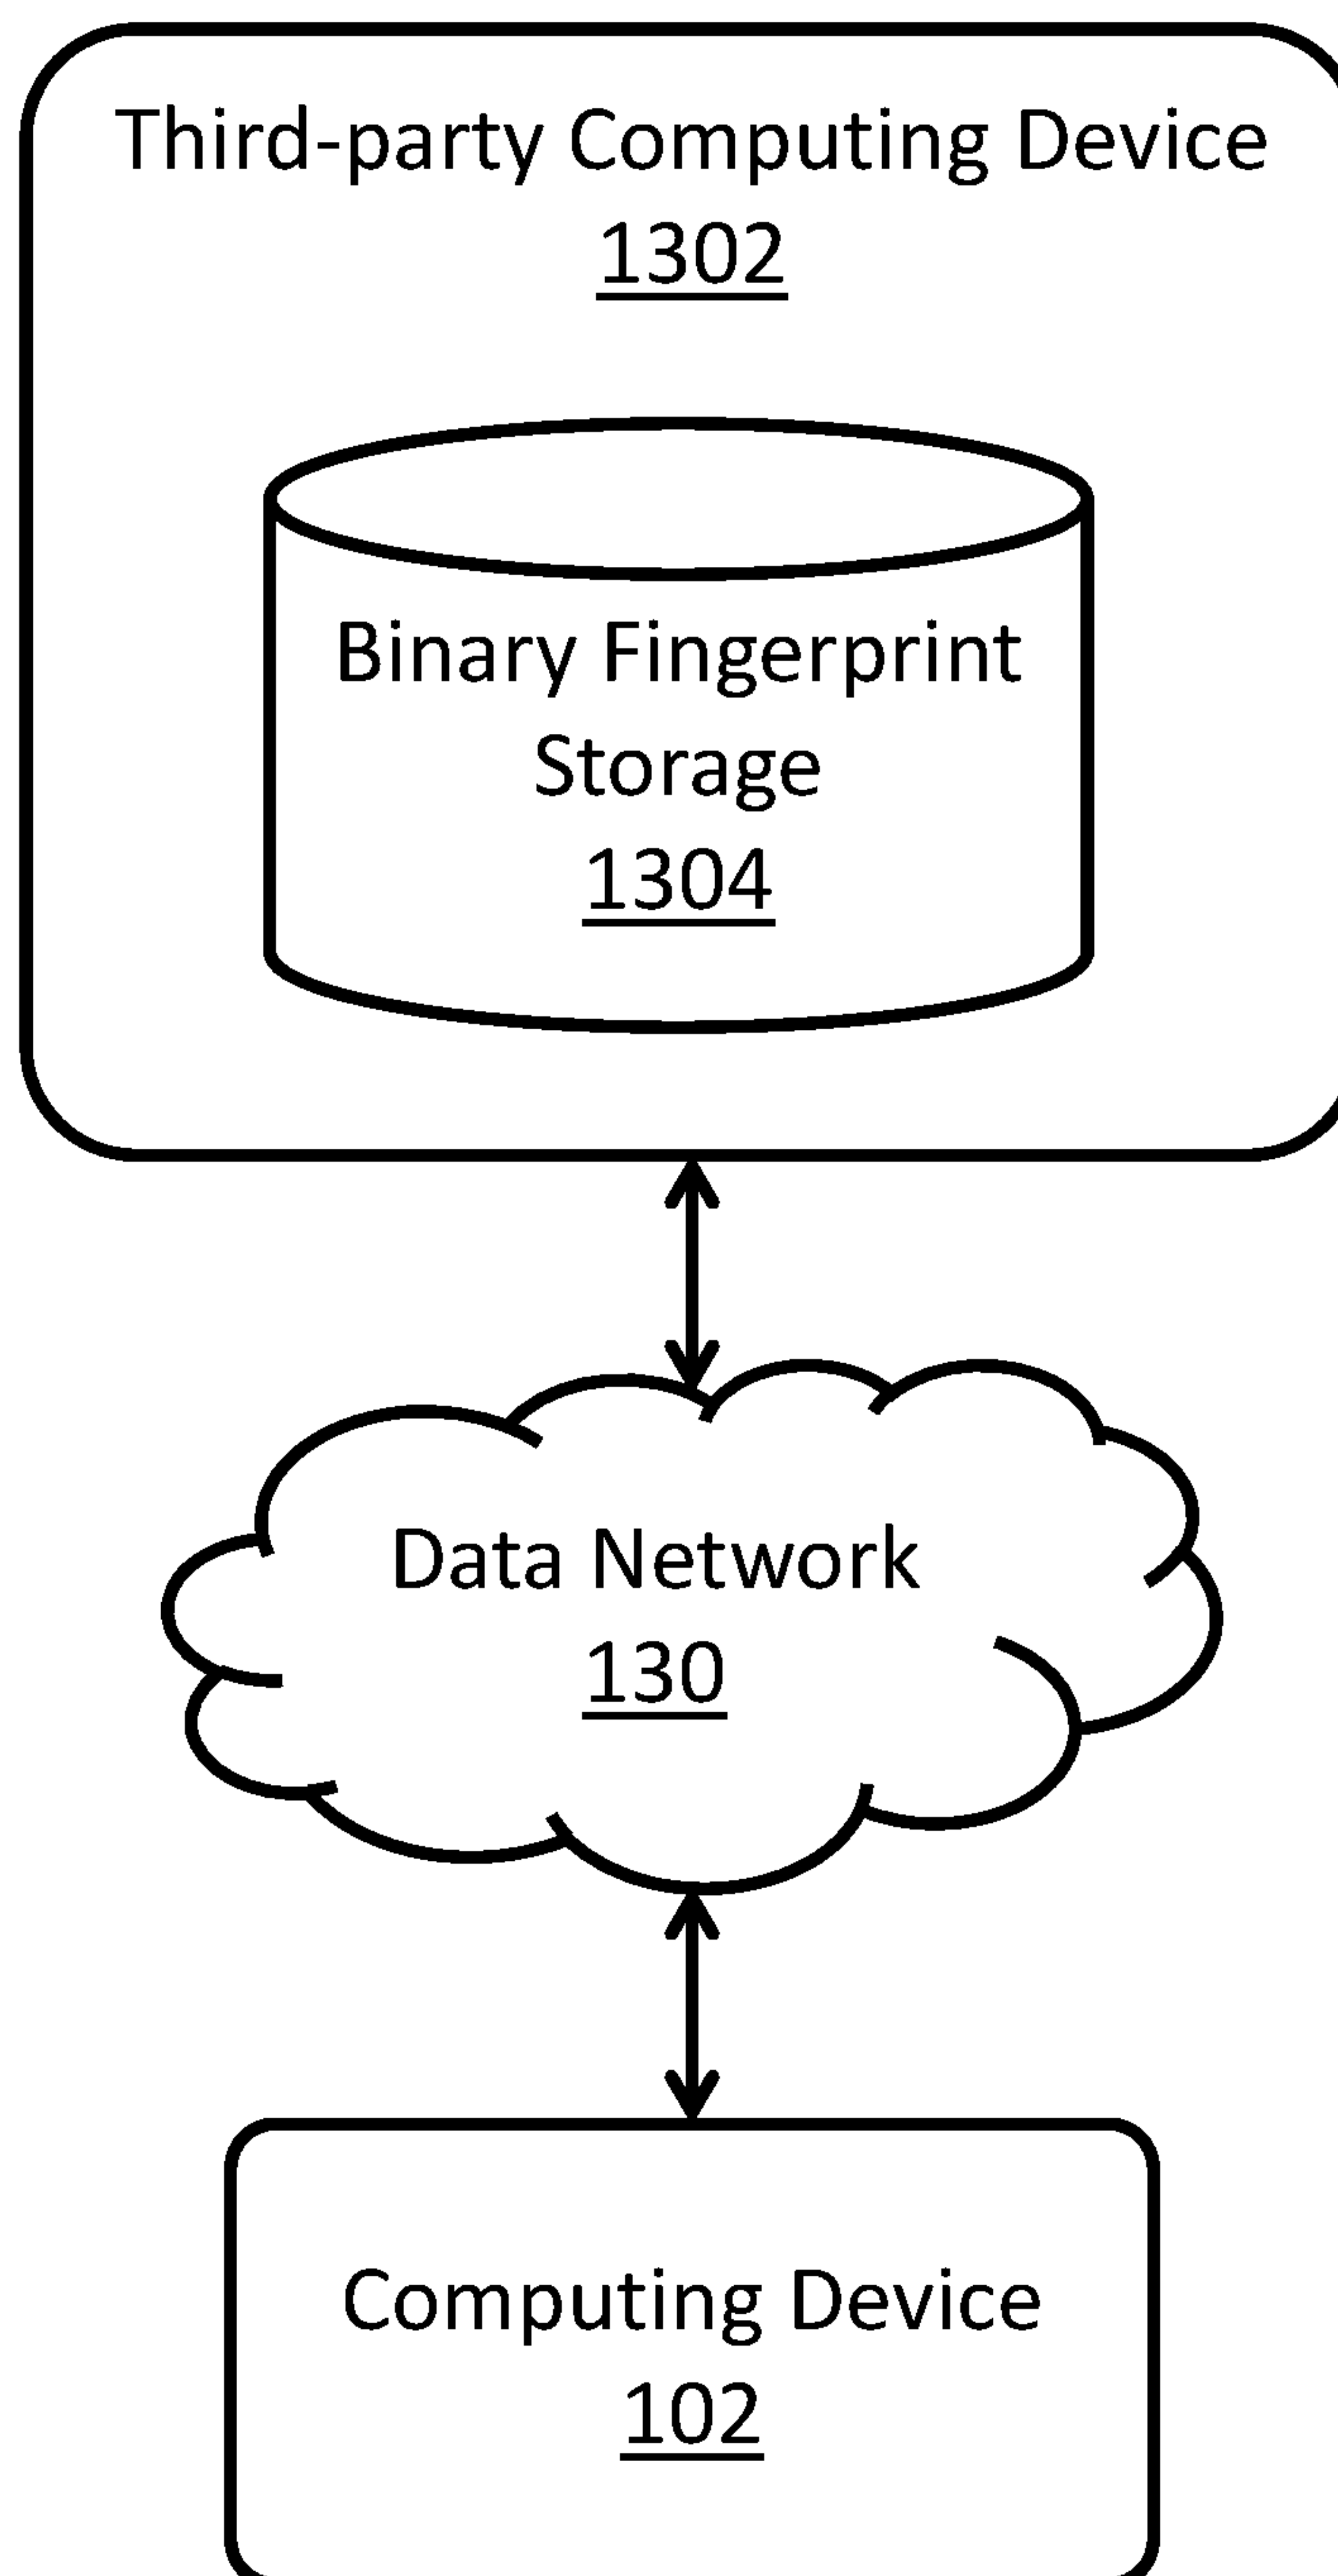 Third-party Computing Device
1302
Binary Fingerprint
Storage
1304
Data Network
130
Computing Device
102